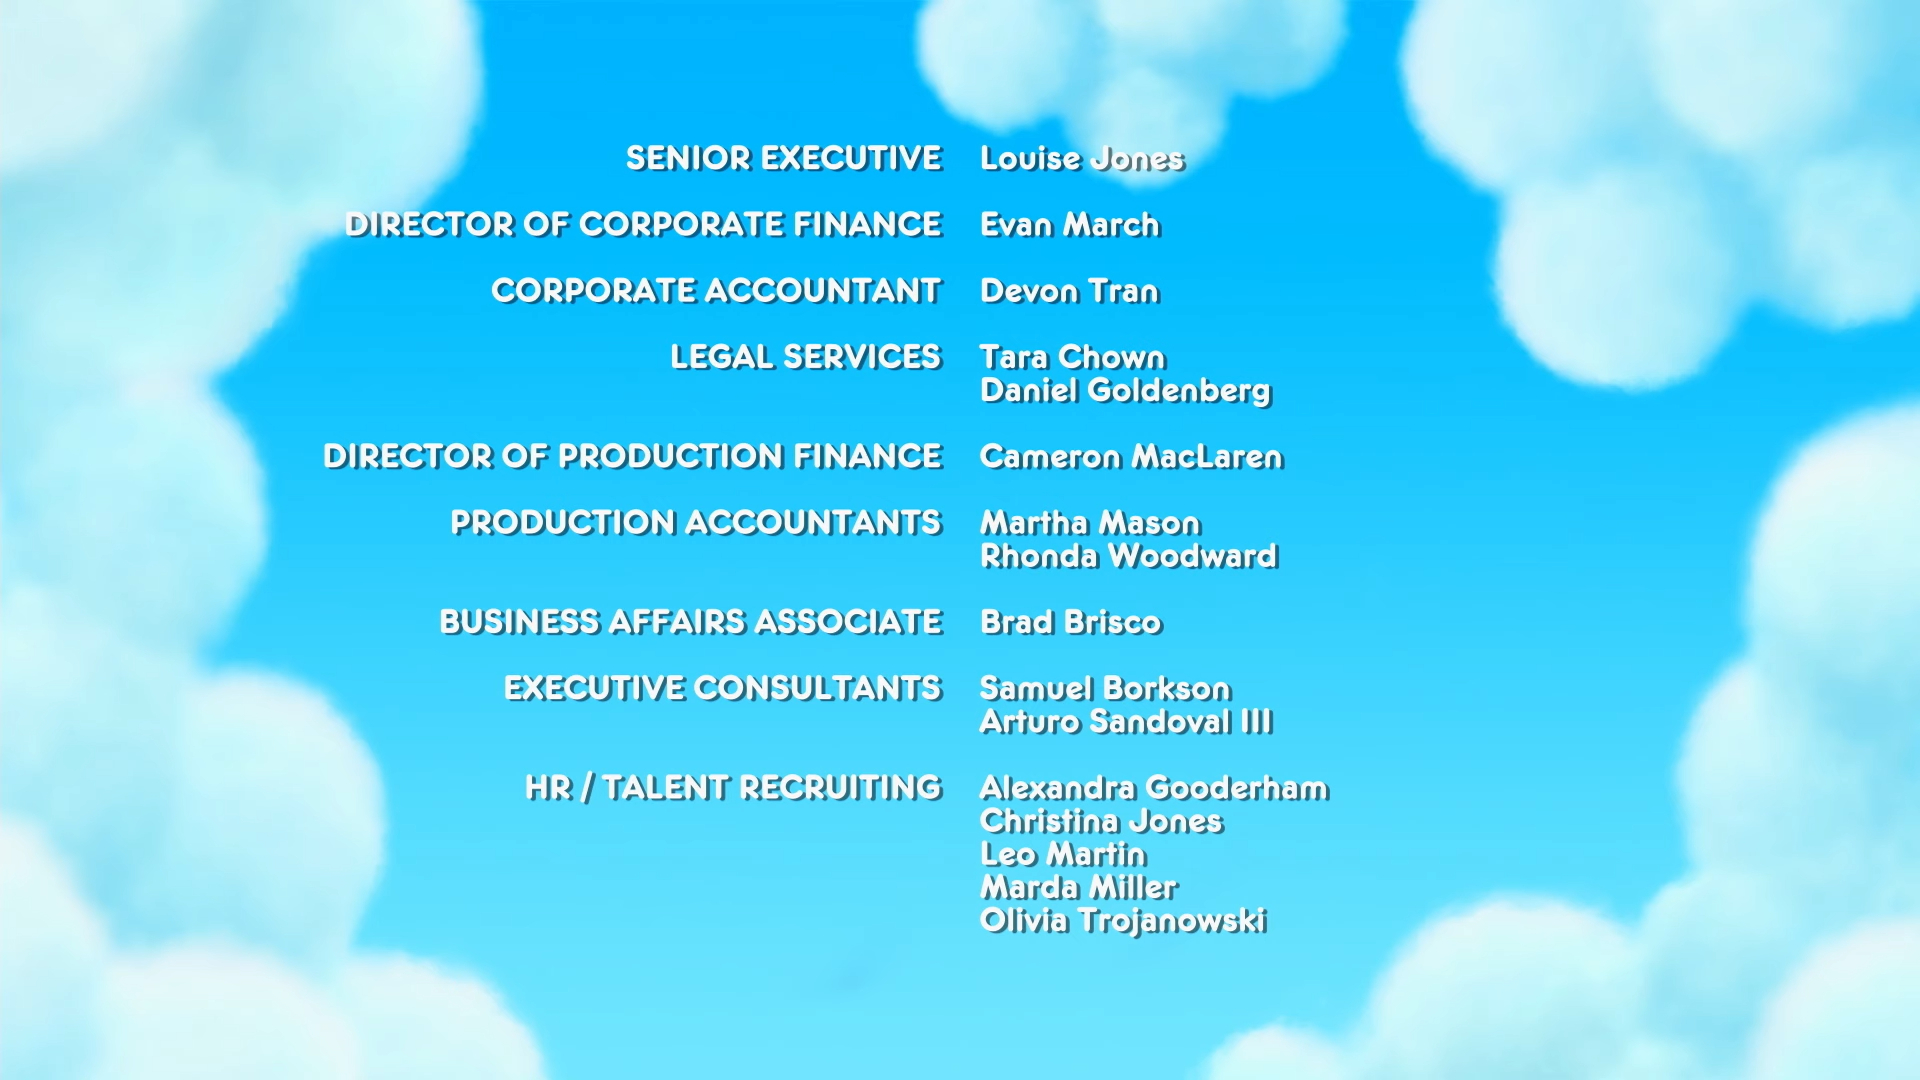 SENIOR EXECUTIVE Louise Jones
DIRECTOR OF CORPORATE FINANCE Evan March
CORPORATE ACCOUNTANT Devon Tran
LEGAL SERVICES Tara Chown
Daniel Goldenberg
DIRECTOR OF PRODUCTION FINANCE Cameron MacLaren
PRODUCTION ACCOUNTANTS Martha Mason
Rhonda Woodward
BUSINESS AFFAIRS ASSOCIATE Brad Brisco
EXECUTIVE CONSULTANTS Samuel Borkson
Arturo Sandoval III
HR / TALENT RECRUITING Alexandra Gooderham
Christina Jones
Leo Martin
Marda Miller
Olivia Trojanowski